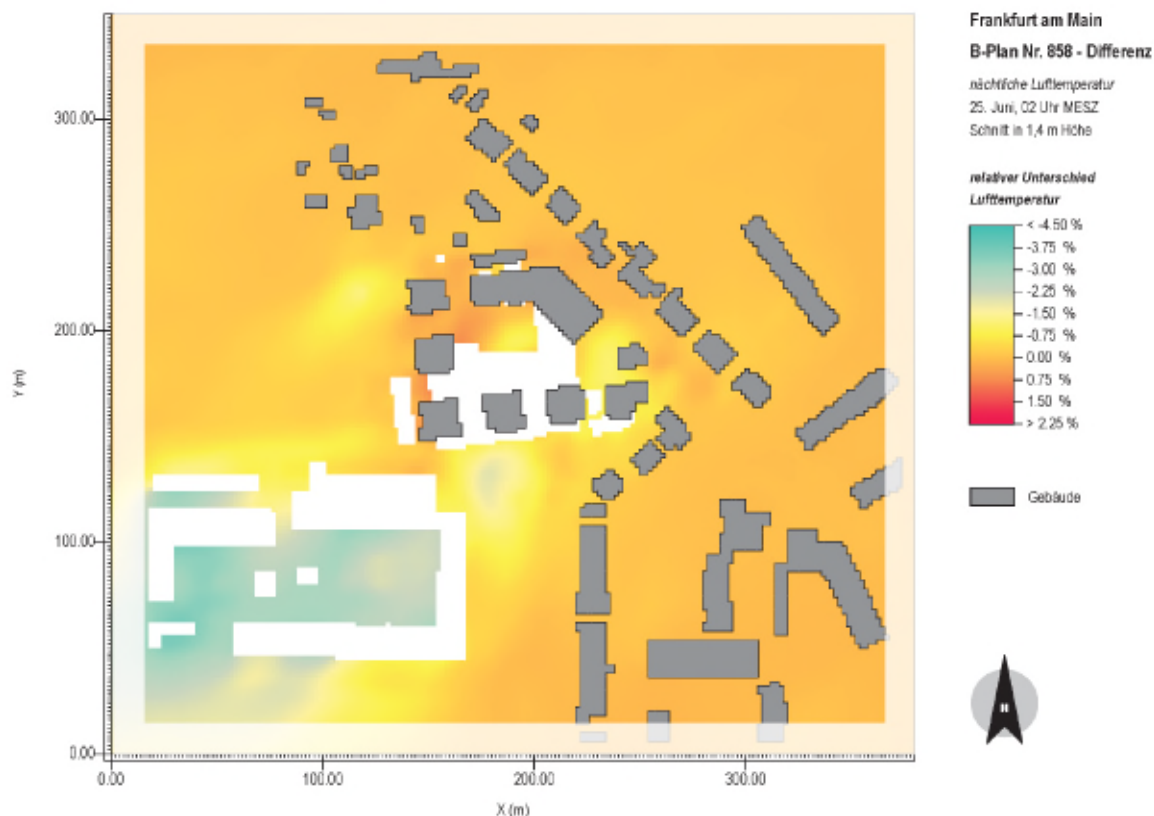 Frankfurt am Main
B-Plan Nr. 858 - Differenz
nächtliche Lufttemperatur
25. Juni, 02 Uhr MESZ
Schnitt in 1,4 m Höhe
relativer Unterschied
Lufttemperatur
< -4.50 %
-3.75 %
-3.00 %
-2.25 %
-1.50 %
-0.75 %
0.00 %
0.75 %
1.50 %
> 2.25 %
Gebäude
N
300.00
200.00
100.00
0.00
Y (m)
0.00 100.00 200.00 300.00
X (m)